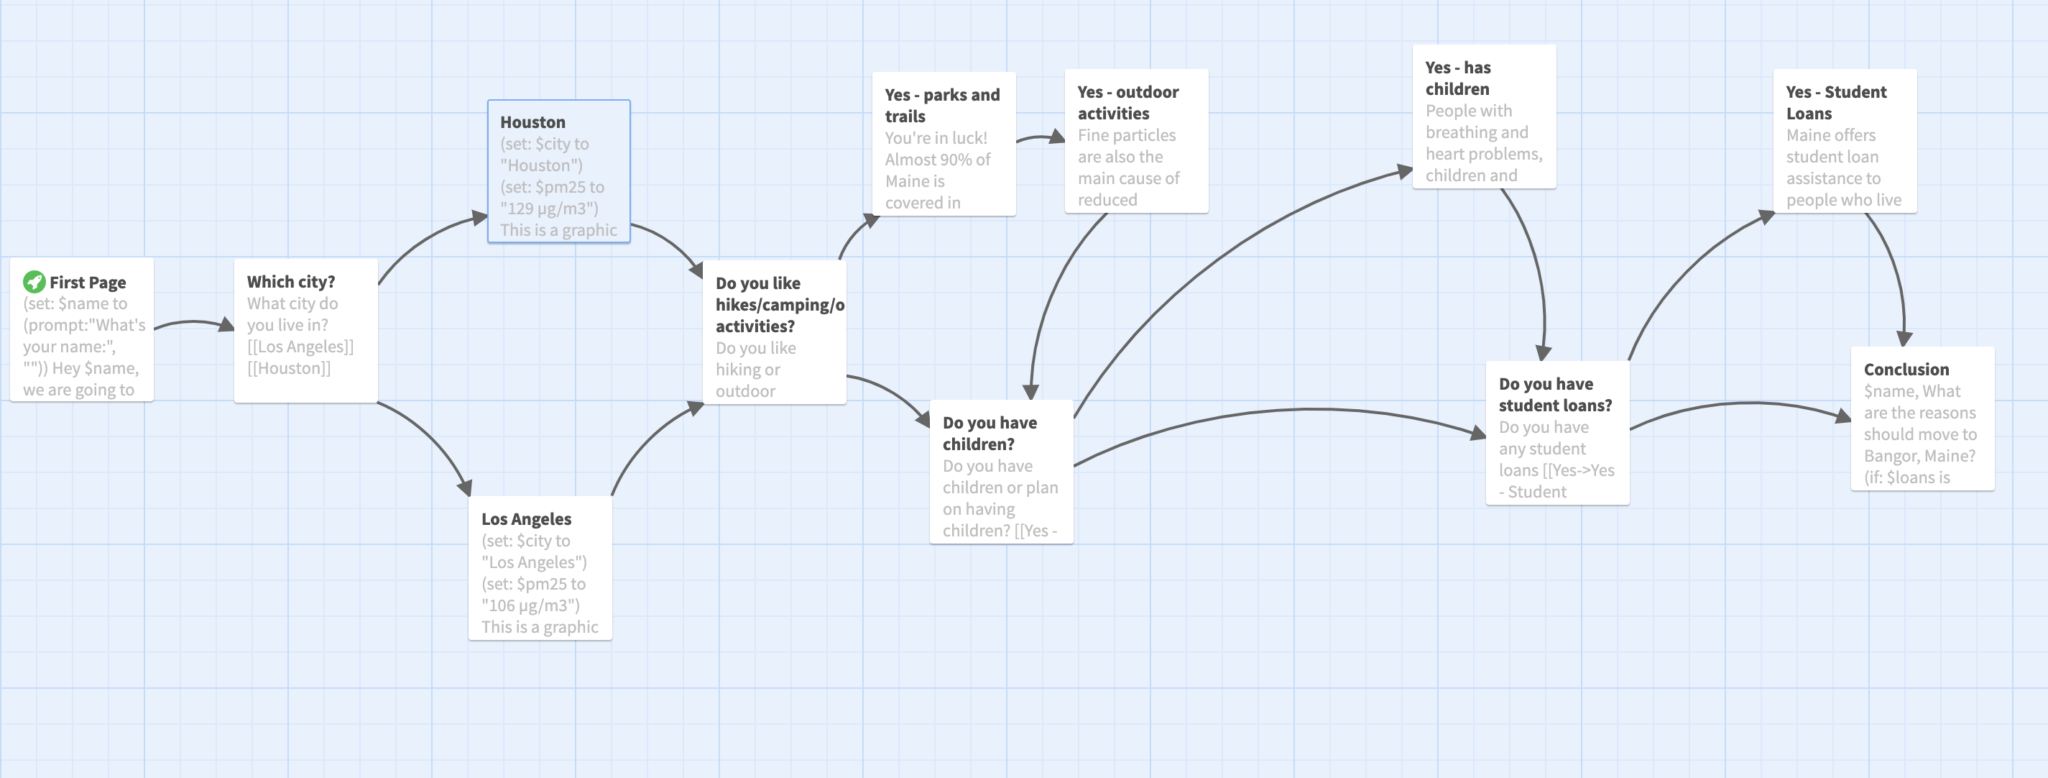 First Page
(set: $name to
(prompt:"What's
your name:",
"")) Hey $name,
we are going to
Which city?
What city do
you live in?
[[Los Angeles]]
[[Houston]]
Houston
(set: $city to
"Houston")
(set: $pm25 to
"129 µg/m3")
This is a graphic
Los Angeles
(set: $city to
"Los Angeles")
(set: $pm25 to
"106 µg/m3")
This is a graphic
Do you like
hikes/camping/o
activities?
Do you like
hiking or
outdoor
Yes - parks and
trails
You're in luck!
Almost 90% of
Maine is
covered in
Yes - outdoor
activities
Fine particles
are also the
main cause of
reduced
Do you have
children?
Do you have
children or plan
on having
children? [[Yes -
Yes - has
children
People with
breathing and
heart problems,
children and
Do you have
student loans?
Do you have
any student
loans [[Yes->Yes
- Student
Yes - Student
Loans
Maine offers
student loan
assistance to
people who live
Conclusion
$name, What
are the reasons
should move to
Bangor, Maine?
(if: $loans is